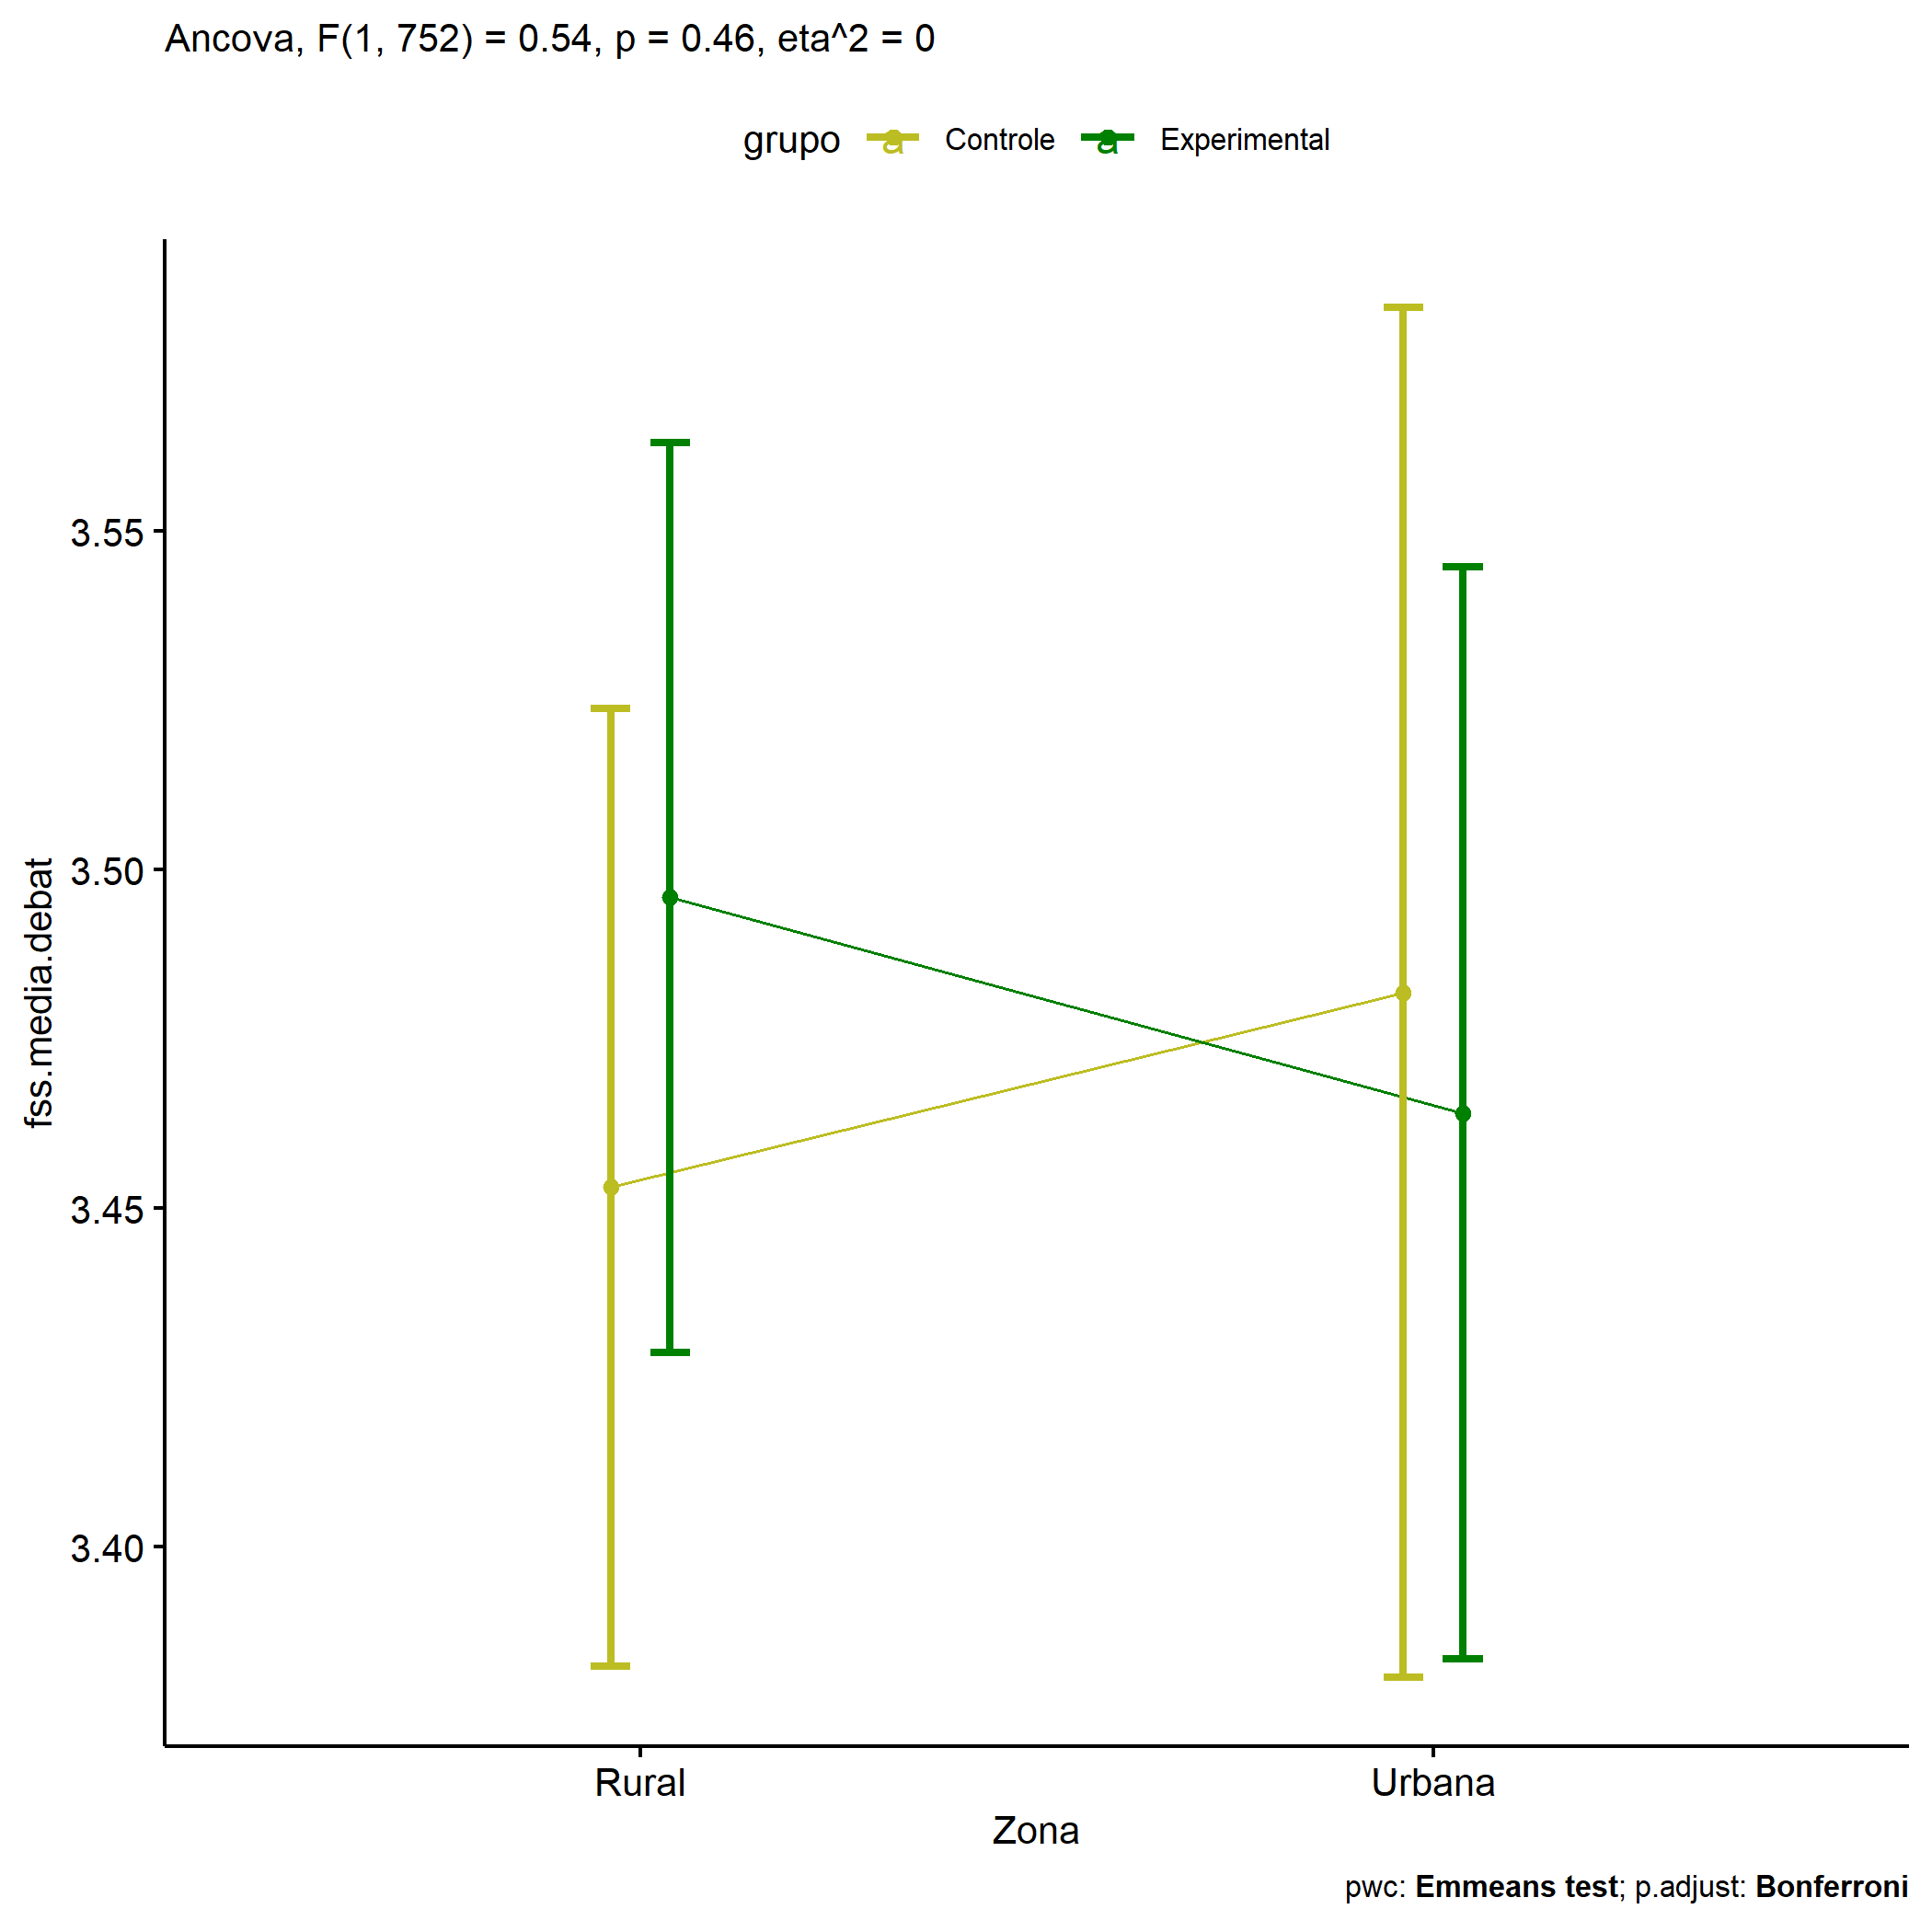 Ancova, F(1, 752) = 0.54, p = 0.46, eta^2 = 0
grupo a Controle a Experimental
3.55
3.50
3.45
3.40
fss.media.debat
Rural Urbana
Zona
pwc: Emmeans test; p.adjust: Bonferroni